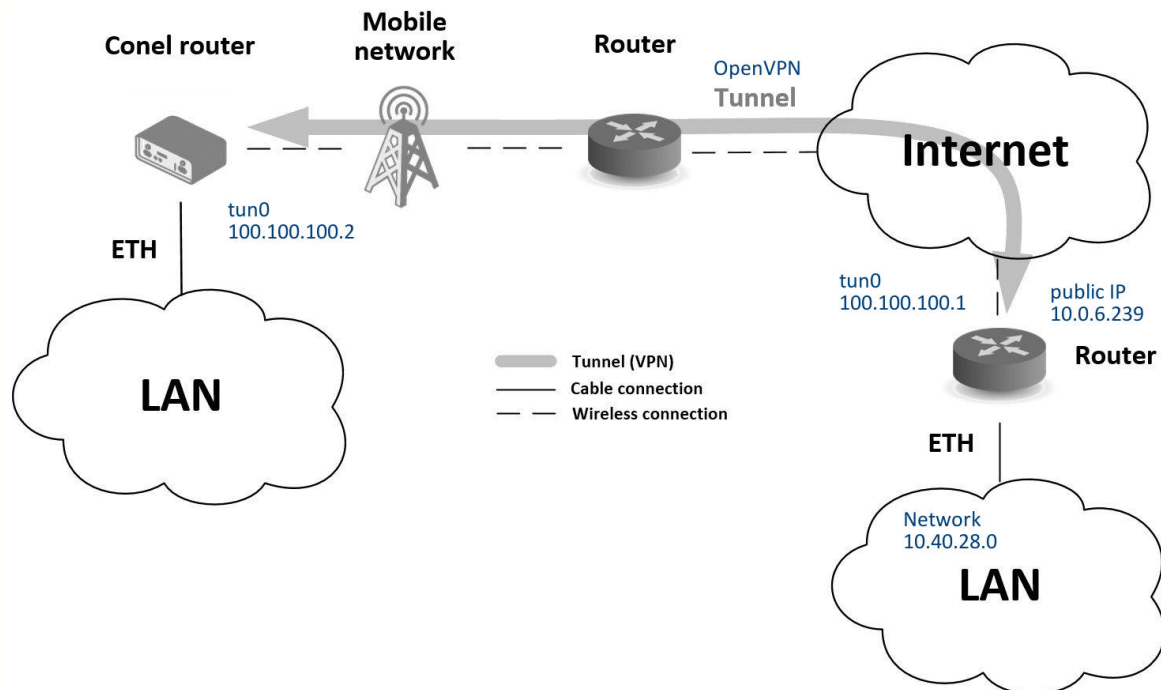 Conel router
Mobile
network
Router
OpenVPN
Tunnel
Internet
tun0
100.100.100.2
ETH
LAN
tun0
100.100.100.1
public IP
10.0.6.239
Router
Tunnel (VPN)
Cable connection
Wireless connection
ETH
Network
10.40.28.0
LAN